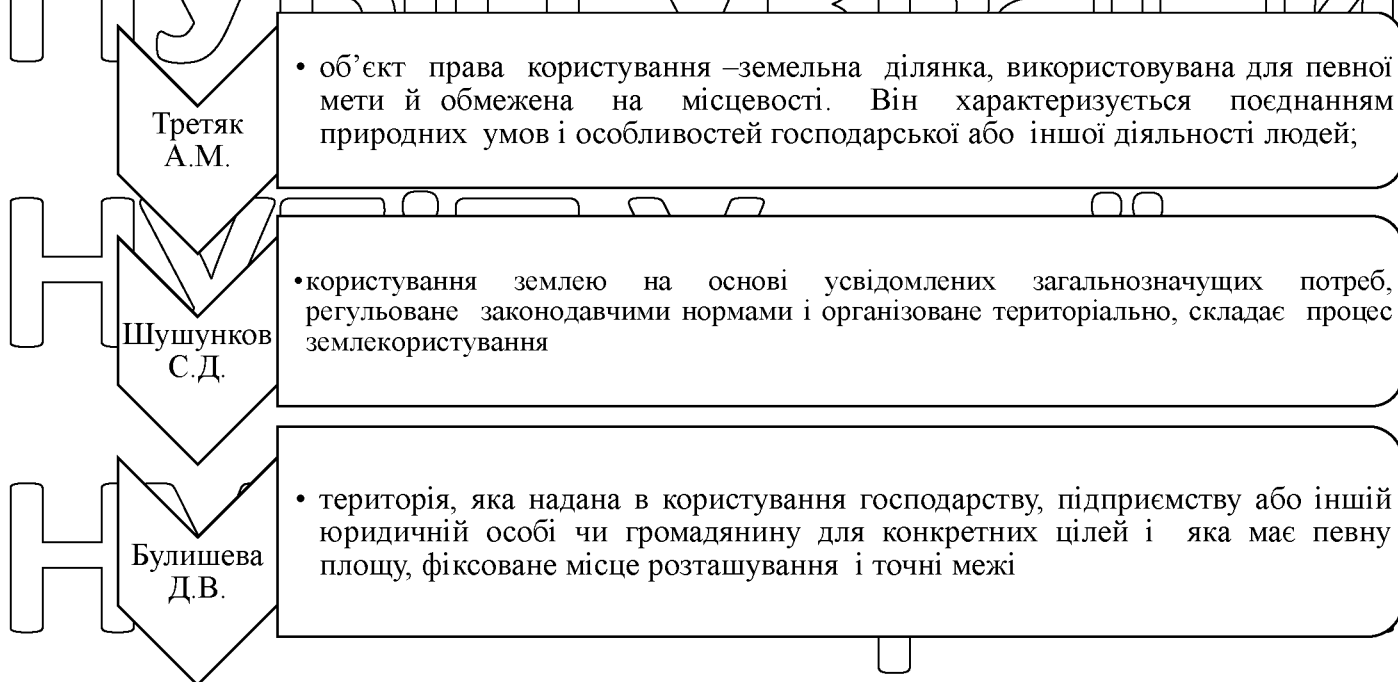 Третяк
А.М.
• об’єкт права користування –земельна ділянка, використовувана для певної
мети й обмежена на місцевості. Він характеризується поєднанням
природних умов і особливостей господарської або іншої діяльності людей;
Шушунков
С.Д.
•користування землею на основі усвідомлених загальнозначущих потреб,
регульоване законодавчими нормами і організоване територіально, складає процес
землекористування
Булишева
Д.В.
• територія, яка надана в користування господарству, підприємству або іншій
юридичній особі чи громадянину для конкретних цілей і яка має певну
площу, фіксоване місце розташування і точні межі